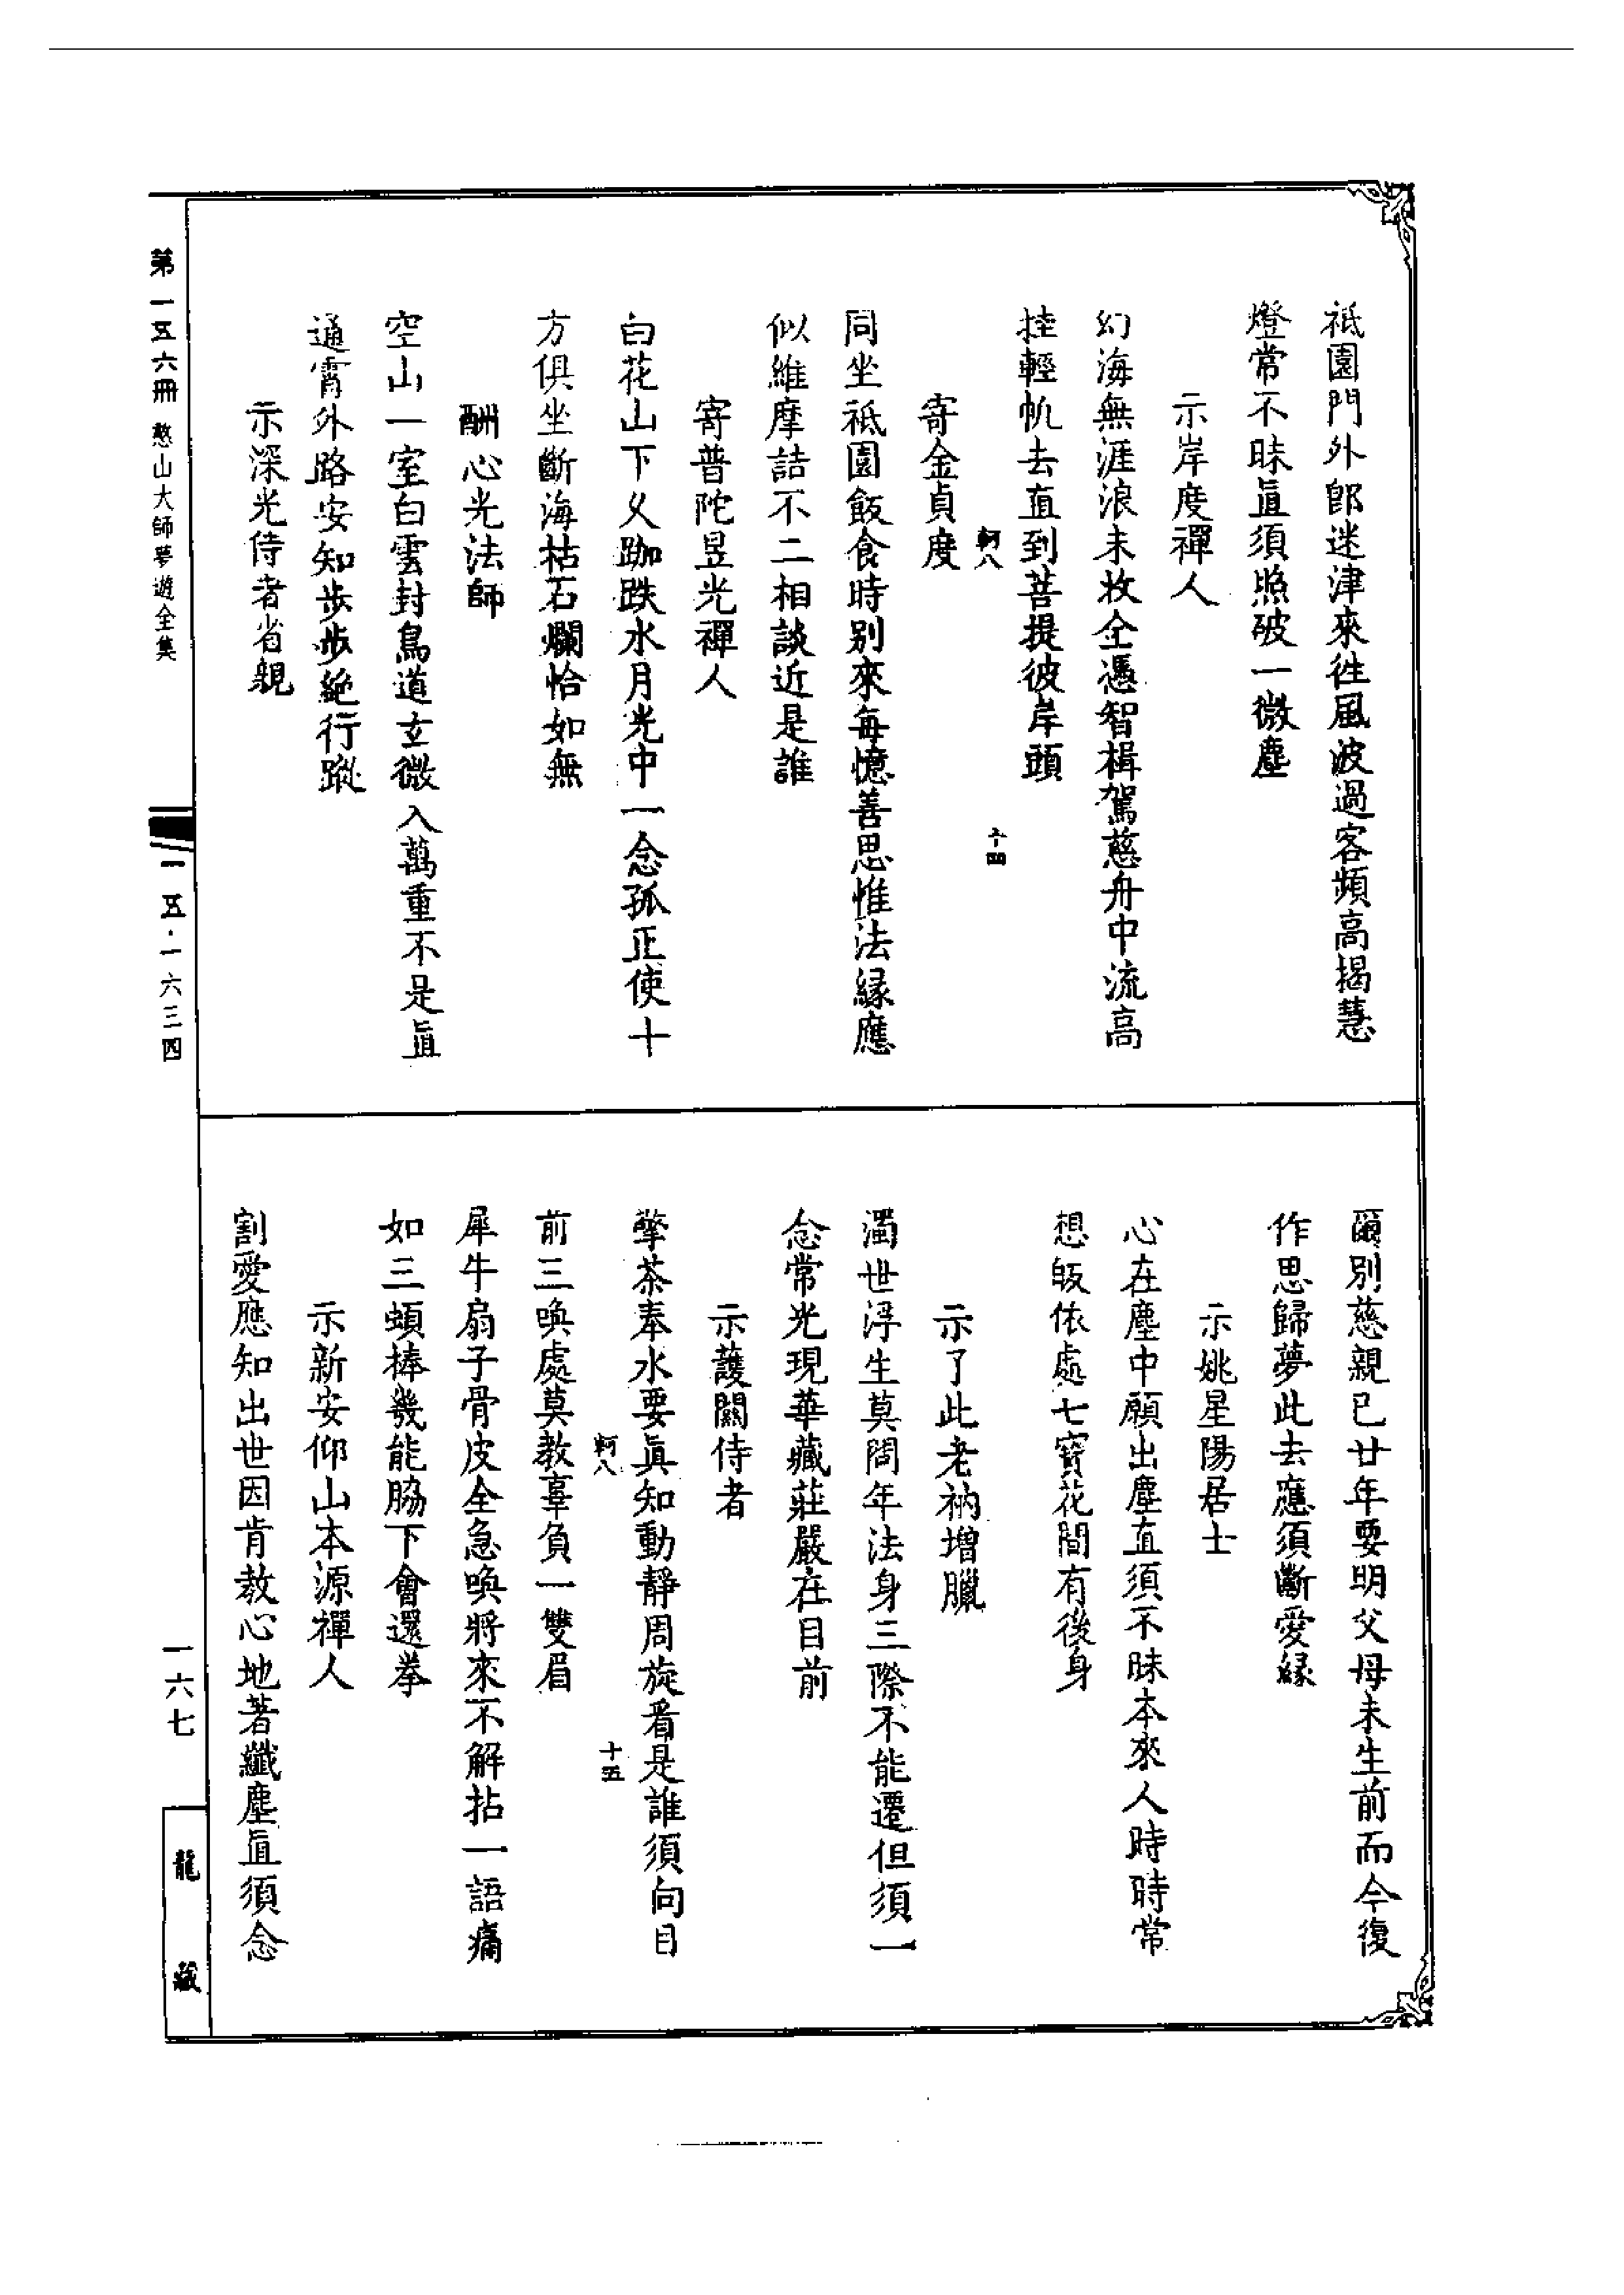 祇園門外郎迷津來徃風波過客頻高揭慧
燈常不昧眞須照破一微塵
示岸度禪人
幻海無涯浪未收全憑智楫駕慈舟中流高
挂輕帆去直到菩提彼岸頭
軻八
十四
寄金貞度
同坐祇園飯食時別來每憶善思惟法緣應
似維摩詰不二相談近是誰
寄普陀昱光禪人
白花山下乂跏趺水月光中一念孤正使十
方俱坐斷海枯石爛恰如無
酬心光法師
空山一室白雲封鳥道玄微入萬重不是眞
通霄外路安知步步絕行蹤
示深光侍者省親
第一五六冊
憨山大師夢遊全集
一五·一六三四
爾別慈親已廿年要明父母未生前而今復
作思歸夢此去應須斷愛緣
示姚星陽居士
心在塵中願出塵直須不昧本來人時時常
想皈依處七寶花間有後身
示了此老衲增臘
濁世浮生莫問年法身三際不能遷但須一
念常光現華藏莊嚴在目前
示護關侍者
擎茶奉水要眞知動靜周旋看是誰須向目
軻八
十五
前三喚處莫教辜負一雙眉
犀牛扇子骨皮全急喚將來不解拈一語痛
如三頓棒幾能脇下會還拳
示新安仰山本源禪人
割愛應知出世因肯教心地著纖塵眞須念
一六七
龍藏